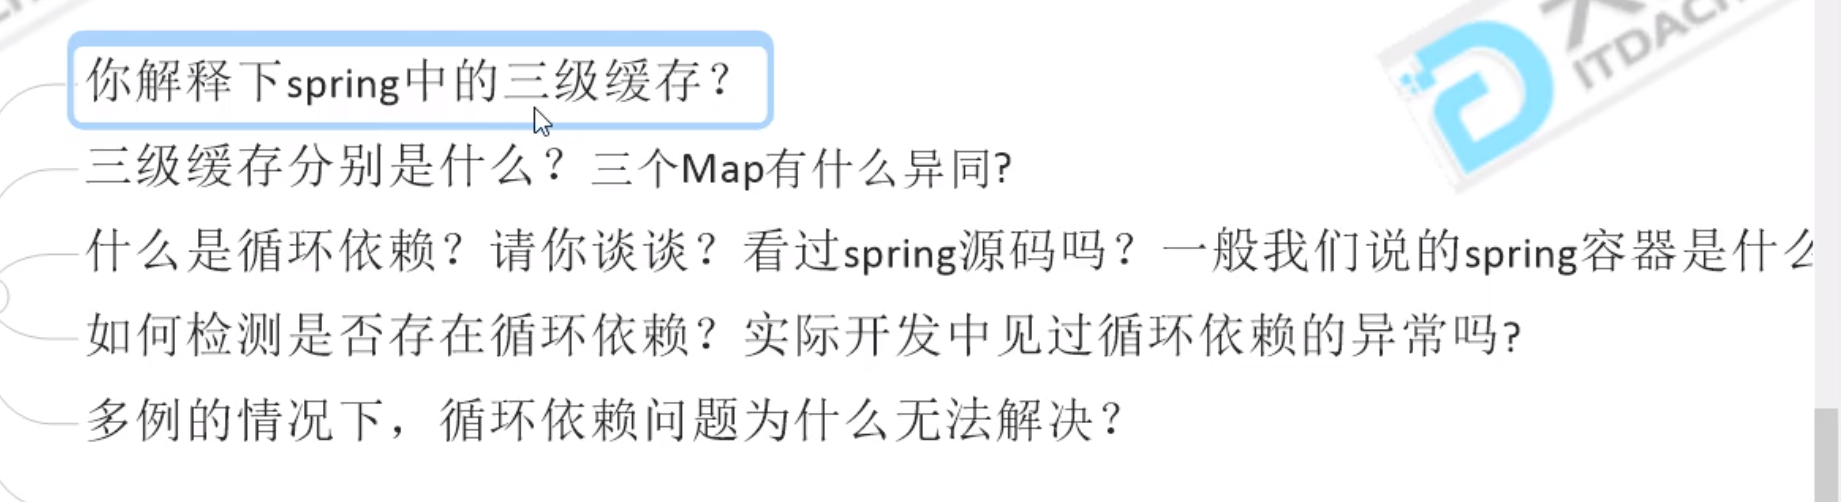 你解释下spring中的三级缓存？
三级缓存分别是什么？三个Map有什么异同?
什么是循环依赖？请你谈谈？看过spring源码吗？一般我们说的spring容器是什么
如何检测是否存在循环依赖？实际开发中见过循环依赖的异常吗?
多例的情况下，循环依赖问题为什么无法解决？